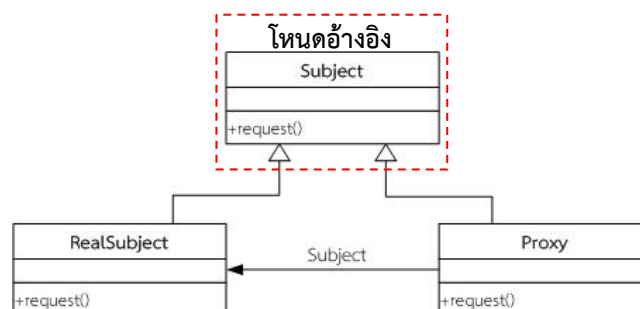 โหนดอ้างอิง
Subject
+request()
RealSubject
Subject
Proxy
+request()
+request()